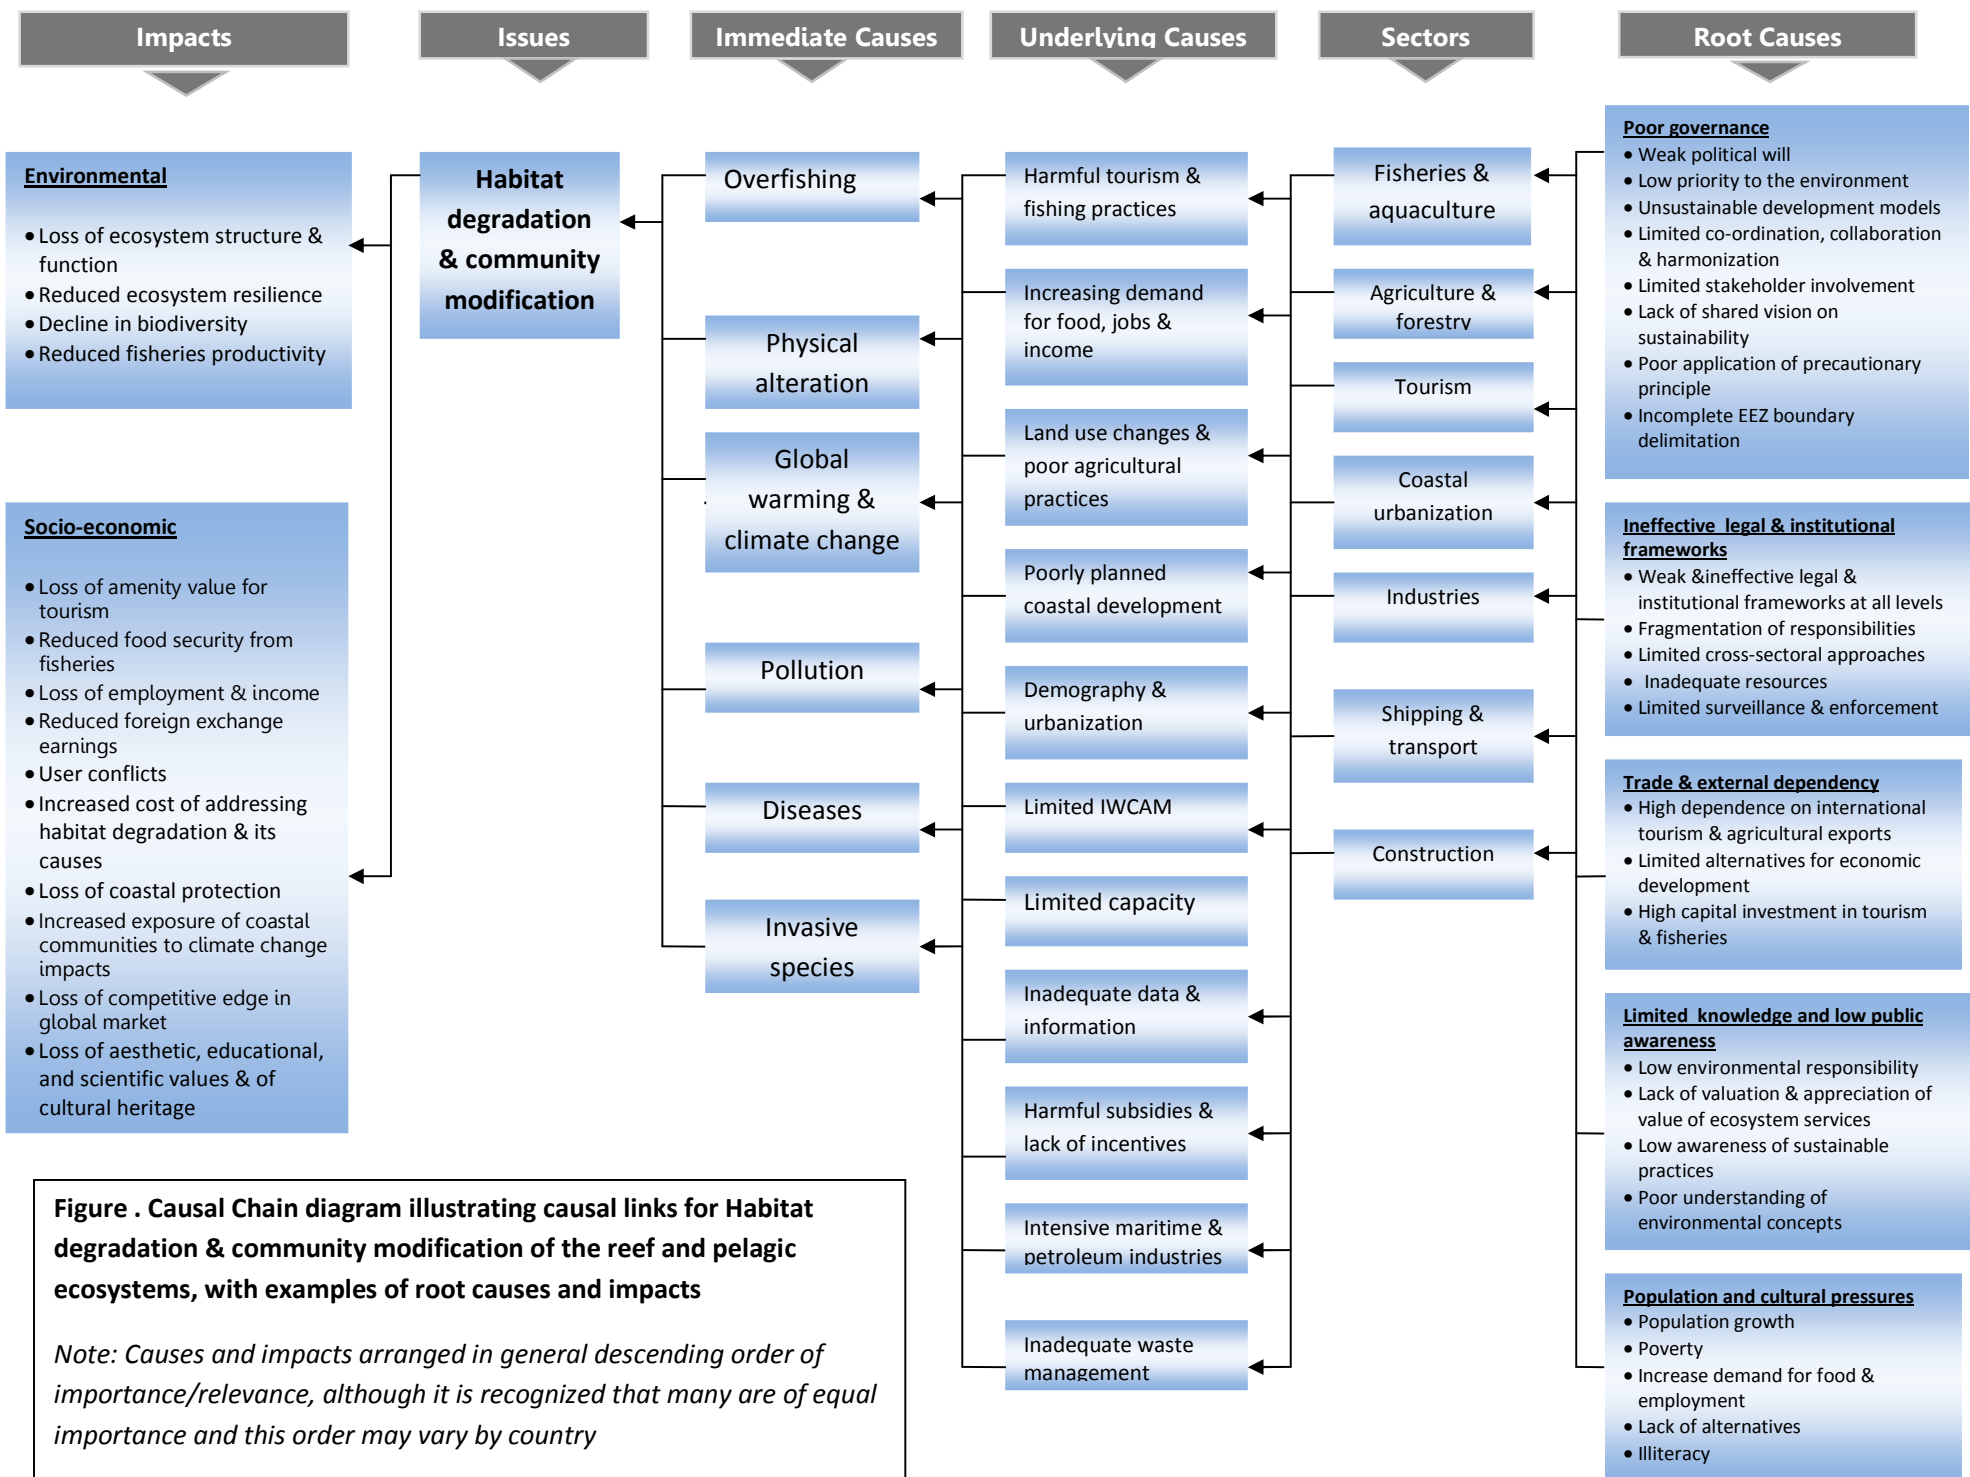 Impacts
Issues
Immediate Causes
Underlying Causes
Sectors
Root Causes
Environmental
• Loss of ecosystem structure &
function
• Reduced ecosystem resilience
• Decline in biodiversity
• Reduced fisheries productivity
Socio-economic
• Loss of amenity value for
tourism
• Reduced food security from
fisheries
• Loss of employment & income
• Reduced foreign exchange
earnings
• User conflicts
• Increased cost of addressing
habitat degradation & its
causes
• Loss of coastal protection
• Increased exposure of coastal
communities to climate change
impacts
• Loss of competitive edge in
global market
• Loss of aesthetic, educational,
and scientific values & of
cultural heritage
Habitat
degradation
& community
modification
Overfishing
Physical
alteration
Global
warming &
climate change
Pollution
Diseases
Invasive
species
Harmful tourism &
fishing practices
Increasing demand
for food, jobs &
income
Land use changes &
poor agricultural
practices
Poorly planned
coastal development
Demography &
urbanization
Limited IWCAM
Limited capacity
Inadequate data &
information
Harmful subsidies &
lack of incentives
Intensive maritime &
petroleum industries
Inadequate waste
management
Fisheries &
aquaculture
Agriculture &
forestry
Tourism
Coastal
urbanization
Industries
Shipping &
transport
Construction
Poor governance
• Weak political will
• Low priority to the environment
• Unsustainable development models
• Limited co-ordination, collaboration
& harmonization
• Limited stakeholder involvement
• Lack of shared vision on
sustainability
• Poor application of precautionary
principle
• Incomplete EEZ boundary
delimitation
Ineffective legal & institutional
frameworks
• Weak &ineffective legal &
institutional frameworks at all levels
• Fragmentation of responsibilities
• Limited cross-sectoral approaches
• Inadequate resources
• Limited surveillance & enforcement
Trade & external dependency
• High dependence on international
tourism & agricultural exports
• Limited alternatives for economic
development
• High capital investment in tourism
& fisheries
Limited knowledge and low public
awareness
• Low environmental responsibility
• Lack of valuation & appreciation of
value of ecosystem services
• Low awareness of sustainable
practices
• Poor understanding of
environmental concepts
Population and cultural pressures
• Population growth
• Poverty
• Increase demand for food &
employment
• Lack of alternatives
• Illiteracy
Figure . Causal Chain diagram illustrating causal links for Habitat
degradation & community modification of the reef and pelagic
ecosystems, with examples of root causes and impacts
Note: Causes and impacts arranged in general descending order of
importance/relevance, although it is recognized that many are of equal
importance and this order may vary by country